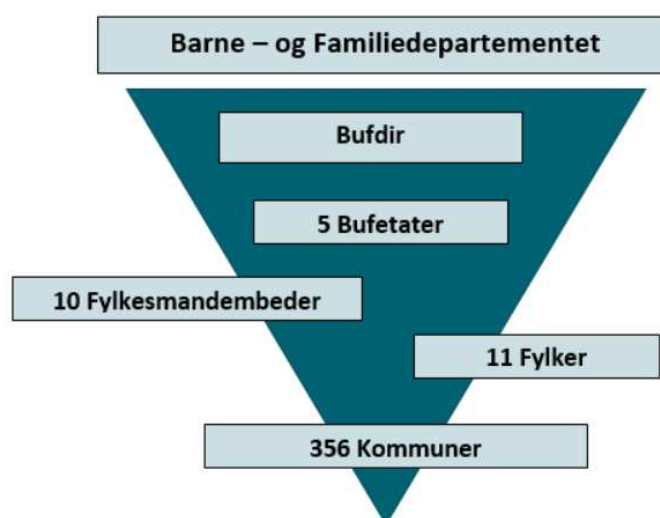 Barne – og Familiedepartementet
Bufdir
5 Bufetater
10 Fylkesmandembeder
11 Fylker
356 Kommuner